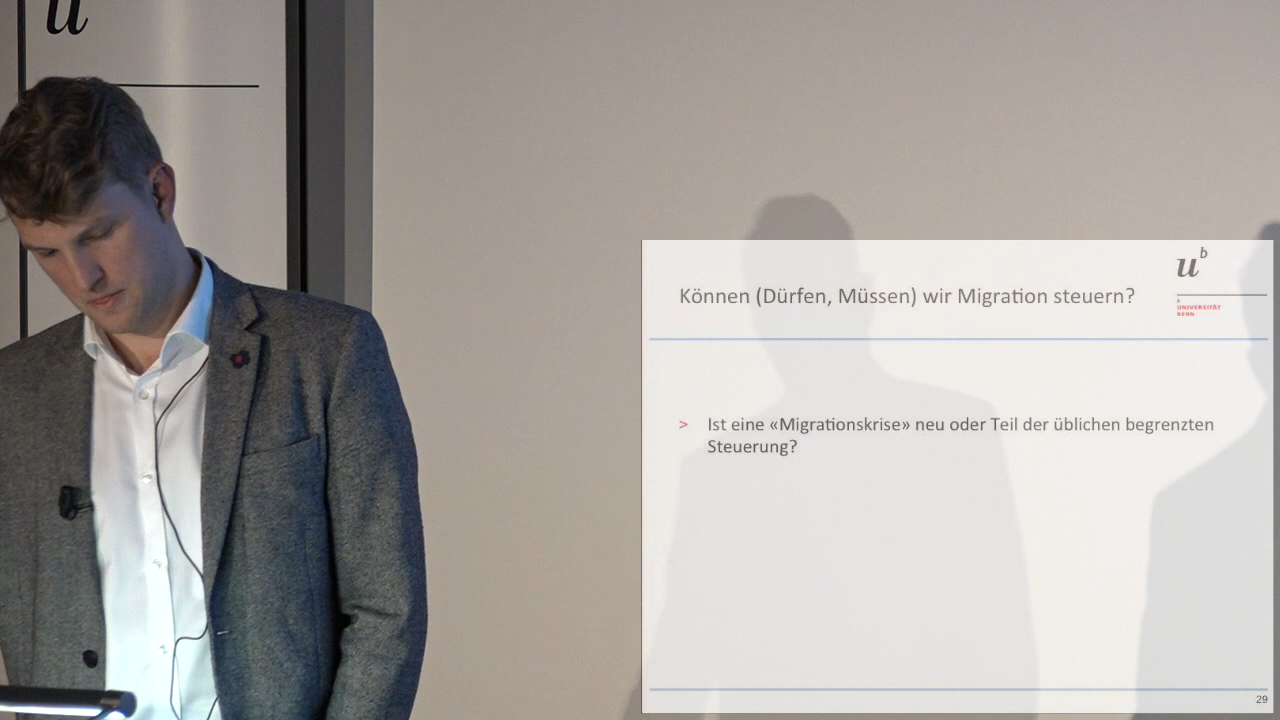 u
Können (Dürfen, Müssen) wir Migration steuern?
u b
b
UNIVERSITÄT
BERN
> Ist eine «Migrationskrise» neu oder Teil der üblichen begrenzten
Steuerung?
29